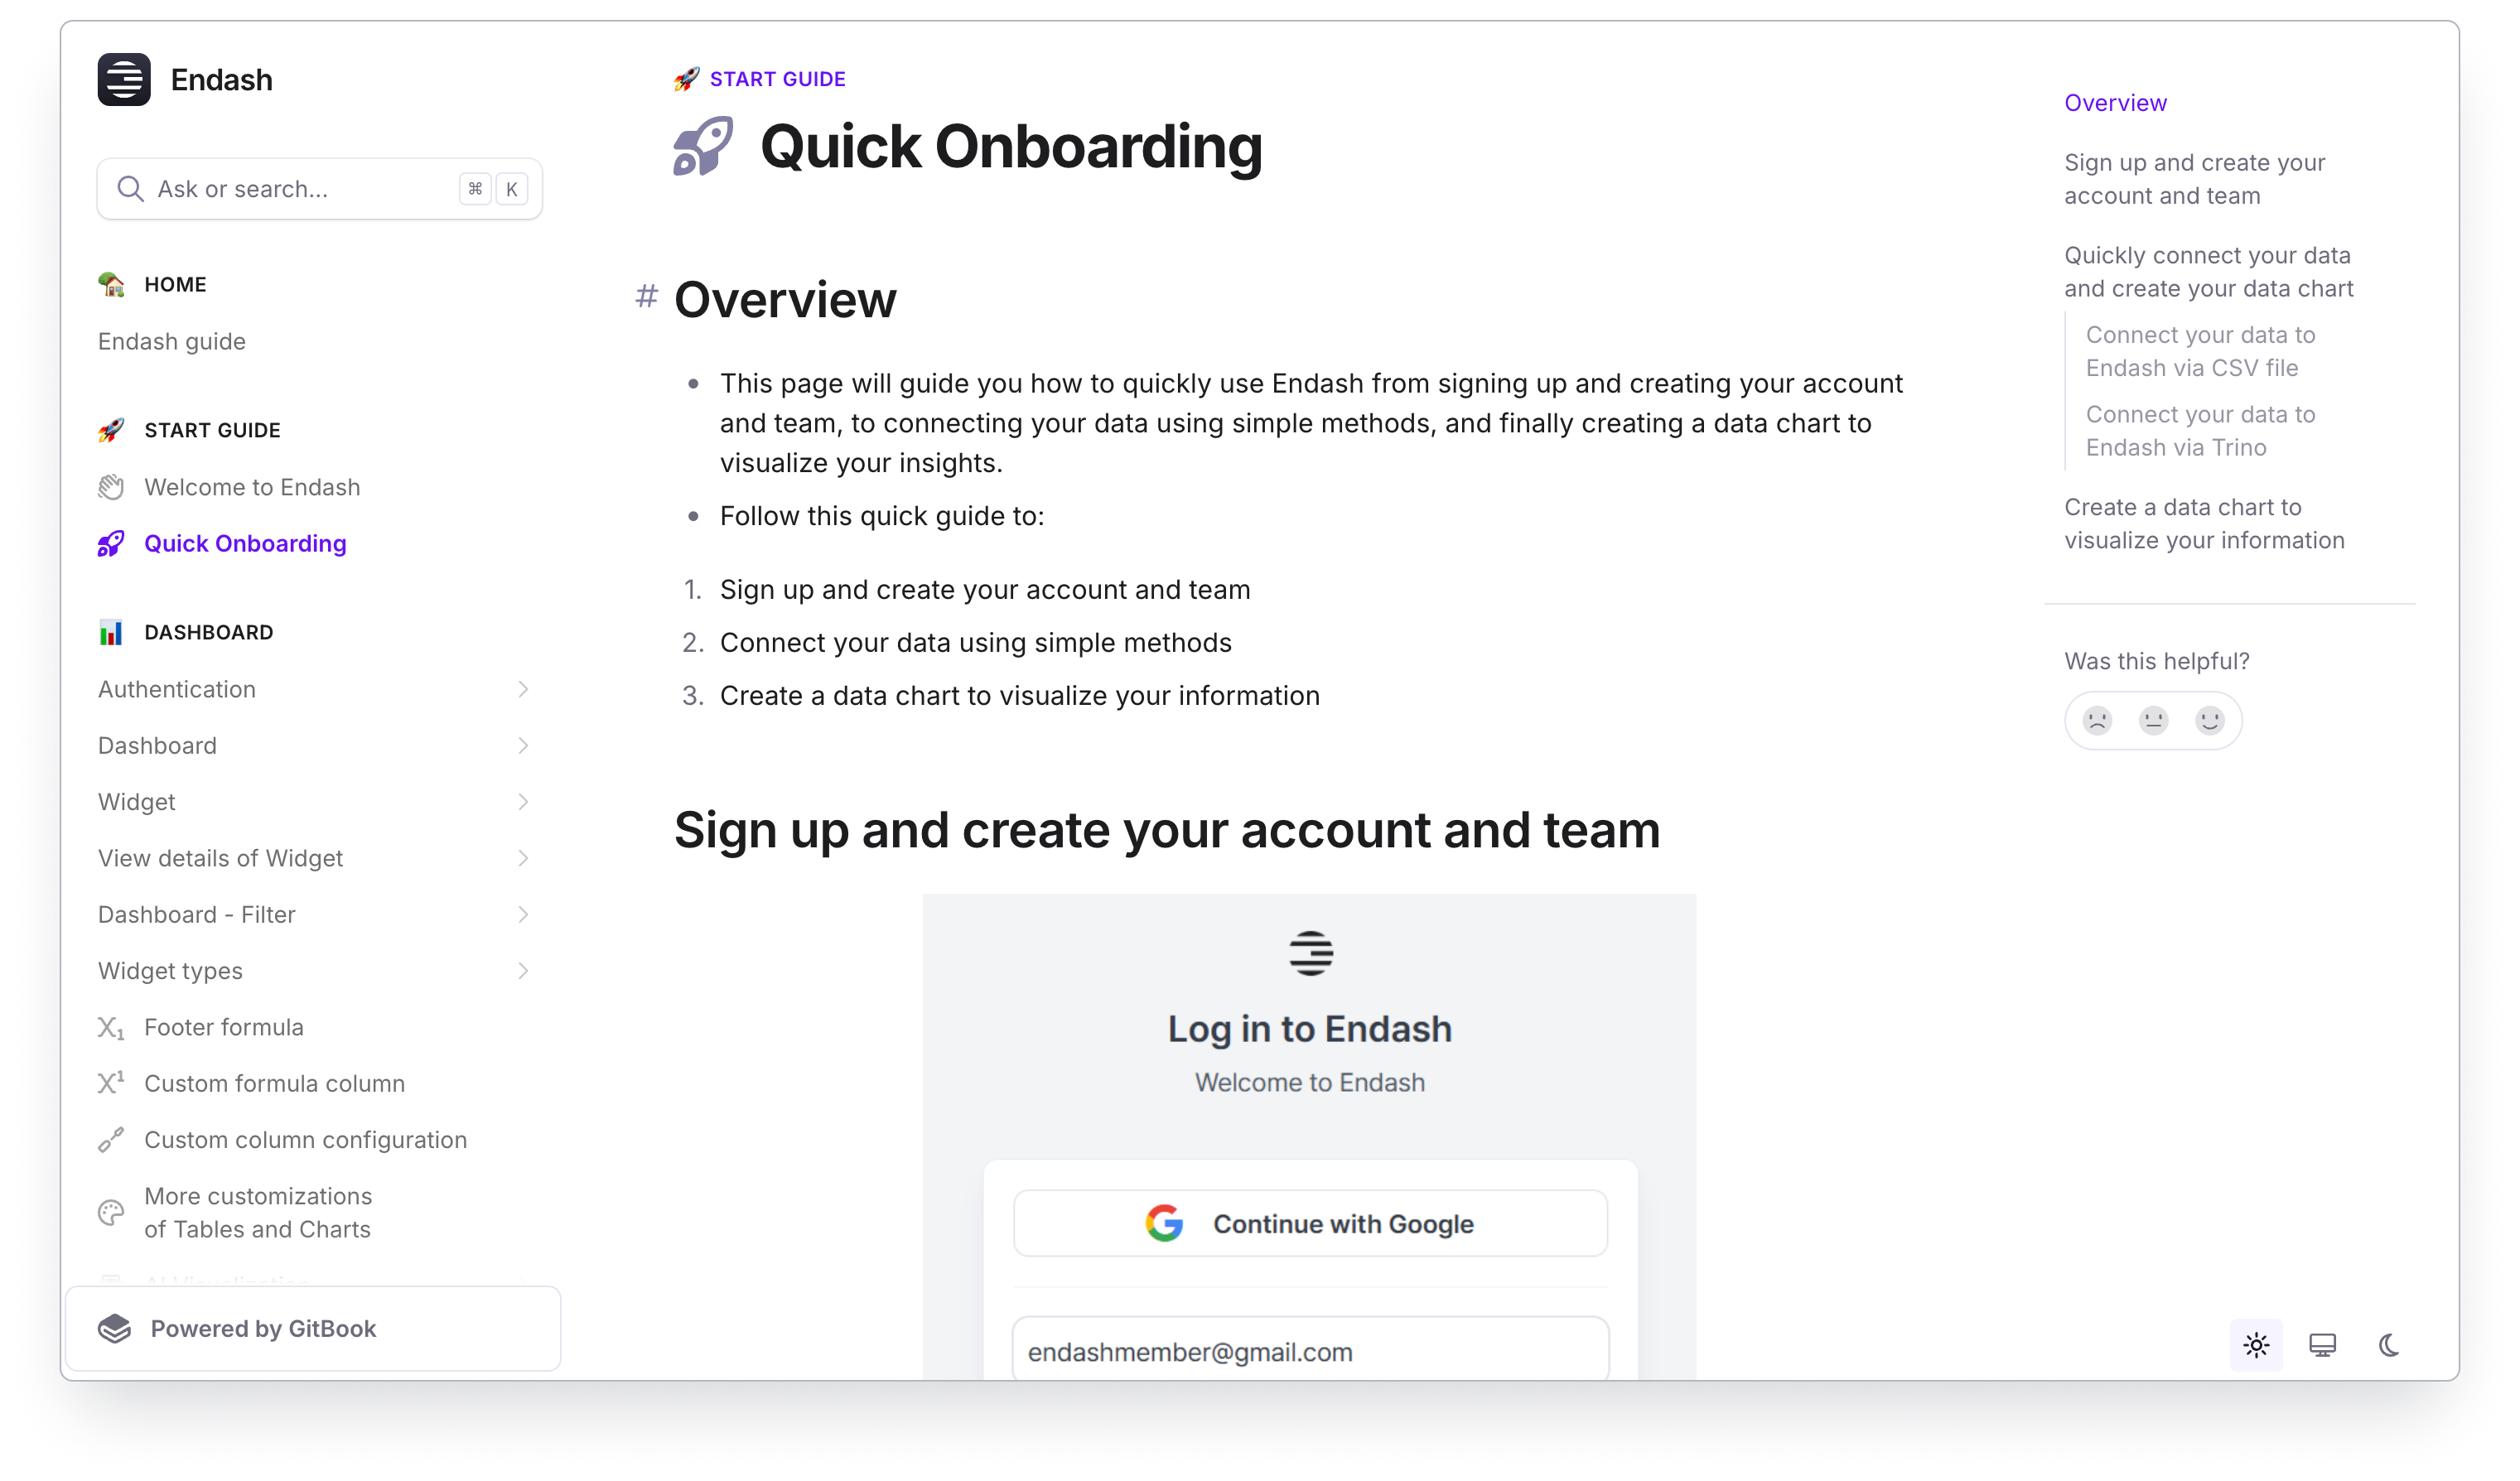 Endash
Ask or search...
⌘ K
HOME
Endash guide
START GUIDE
Welcome to Endash
Quick Onboarding
DASHBOARD
Authentication
Dashboard
Widget
View details of Widget
Dashboard - Filter
Widget types
Footer formula
Custom formula column
Custom column configuration
More customizations
of Tables and Charts
AI Visualization
Powered by GitBook
START GUIDE
Quick Onboarding
# Overview
This page will guide you how to quickly use Endash from signing up and creating your account
and team, to connecting your data using simple methods, and finally creating a data chart to
visualize your insights.
Follow this quick guide to:
1. Sign up and create your account and team
2. Connect your data using simple methods
3. Create a data chart to visualize your information
Sign up and create your account and team
Log in to Endash
Welcome to Endash
Continue with Google
endashmember@gmail.com
Overview
Sign up and create your
account and team
Quickly connect your data
and create your data chart
Connect your data to
Endash via CSV file
Connect your data to
Endash via Trino
Create a data chart to
visualize your information
Was this helpful?